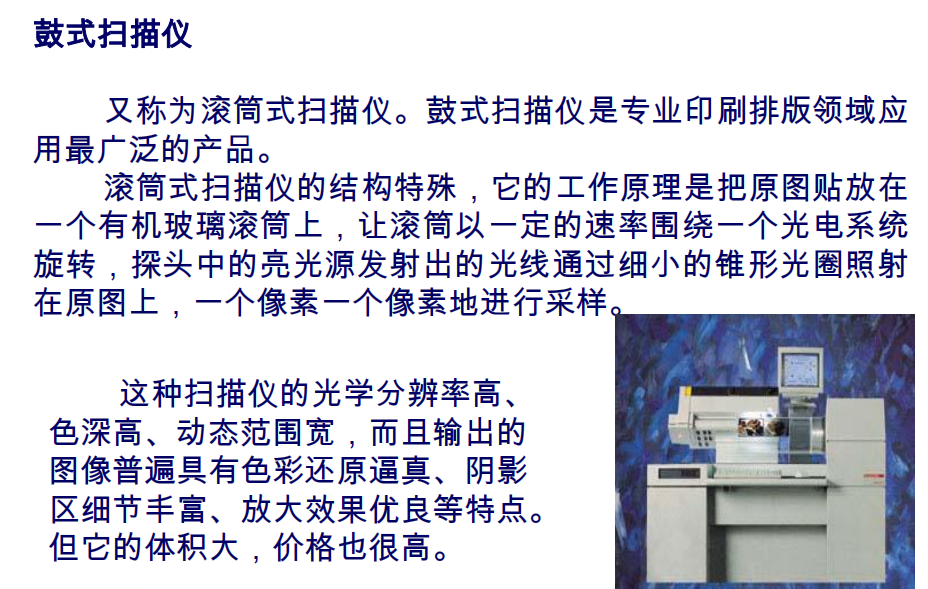 鼓式扫描仪
又称为滚筒式扫描仪。鼓式扫描仪是专业印刷排版领域应
用最广泛的产品。
滚筒式扫描仪的结构特殊，它的工作原理是把原图贴放在
一个有机玻璃滚筒上，让滚筒以一定的速率围绕一个光电系统
旋转，探头中的亮光源发射出的光线通过细小的锥形光圈照射
在原图上，一个像素一个像素地进行采样。
这种扫描仪的光学分辨率高、
色深高、动态范围宽，而且输出的
图像普遍具有色彩还原逼真、阴影
区细节丰富、放大效果优良等特点。
但它的体积大，价格也很高。